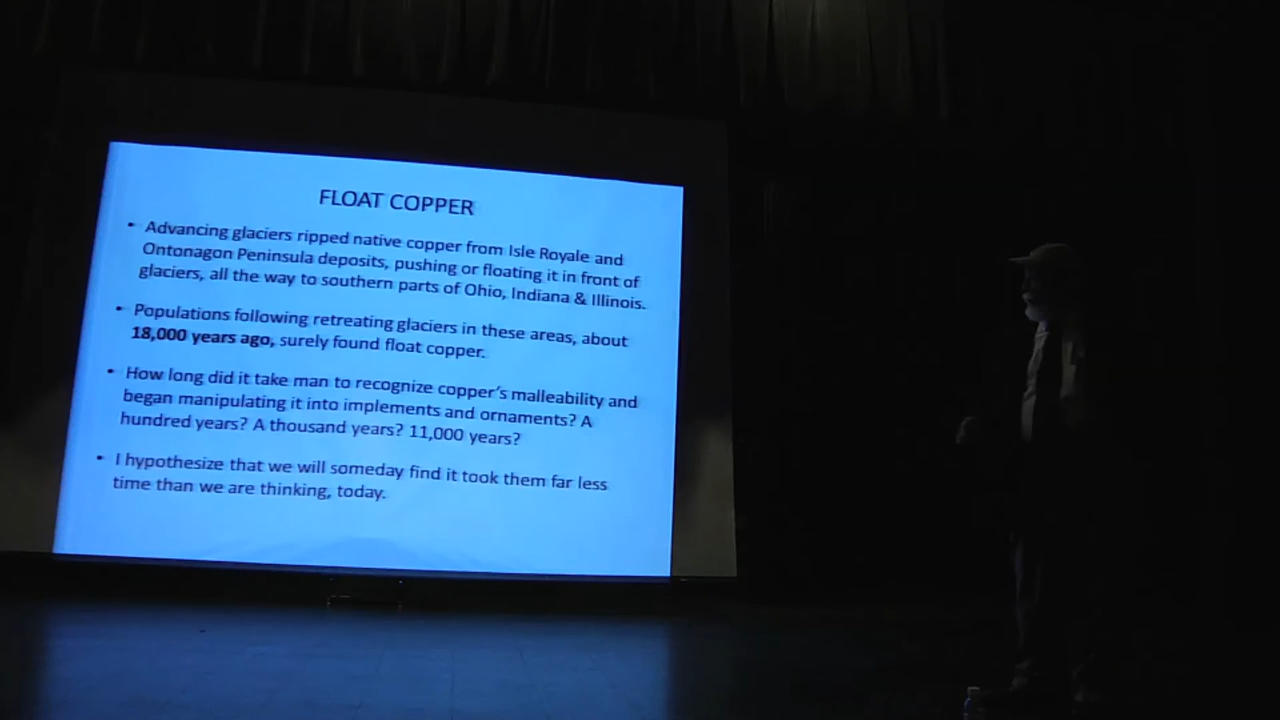 FLOAT COPPER
• Advancing glaciers ripped native copper from Isle Royale and
Ontonagon Peninsula deposits, pushing or floating it in front of
glaciers, all the way to southern parts of Ohio, Indiana & Illinois.
• Populations following retreating glaciers in these areas, about
18,000 years ago, surely found float copper.
• How long did it take man to recognize copper's malleability and
began manipulating it into implements and ornaments? A
hundred years? A thousand years? 11,000 years?
• I hypothesize that we will someday find it took them far less
time than we are thinking, today.